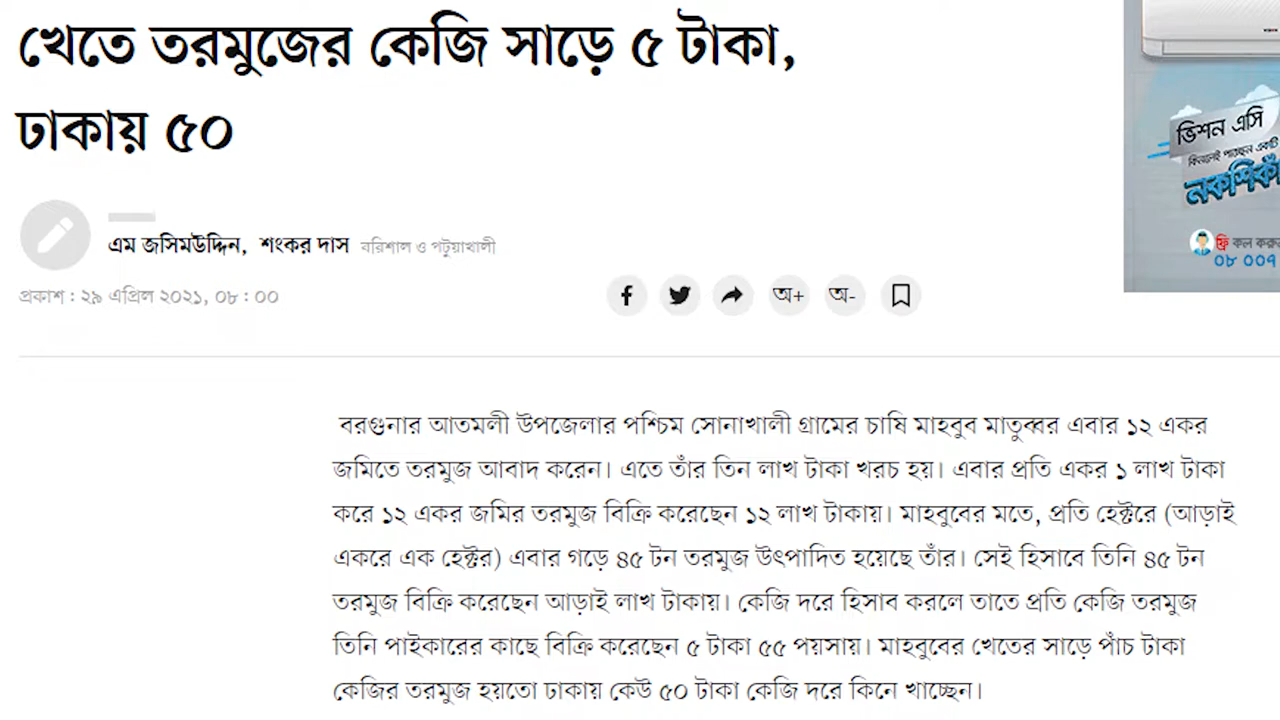 খেতে তরমুজের কেজি সাড়ে ৫ টাকা,
ঢাকায় ৫০
এম জসিমউদ্দিন, শংকর দাস বরিশাল ও পটুয়াখালী
প্রকাশ : ২৯ এপ্রিল ২০২১, ০৮ : ০০
অ+ অ-
বরগুনার আতমলী উপজেলার পশ্চিম সোনাখালী গ্রামের চাষি মাহবুব মাতুব্বর এবার ১২ একর
জমিতে তরমুজ আবাদ করেন। এতে তাঁর তিন লাখ টাকা খরচ হয়। এবার প্রতি একর ১ লাখ টাকা
করে ১২ একর জমির তরমুজ বিক্রি করেছেন ১২ লাখ টাকায়। মাহবুবের মতে, প্রতি হেক্টরে (আড়াই
একরে এক হেক্টর) এবার গড়ে ৪৫ টন তরমুজ উৎপাদিত হয়েছে তাঁর। সেই হিসাবে তিনি ৪৫ টন
তরমুজ বিক্রি করেছেন আড়াই লাখ টাকায়। কেজি দরে হিসাব করলে তাতে প্রতি কেজি তরমুজ
তিনি পাইকারের কাছে বিক্রি করেছেন ৫ টাকা ৫৫ পয়সায়। মাহবুবের খেতের সাড়ে পাঁচ টাকা
কেজির তরমুজ হয়তো ঢাকায় কেউ ৫০ টাকা কেজি দরে কিনে খাচ্ছেন।
ভিশন এসি
কিনলেই পাচ্ছেন একটি
ফ্রি কল করুন
০৮ ০০৭